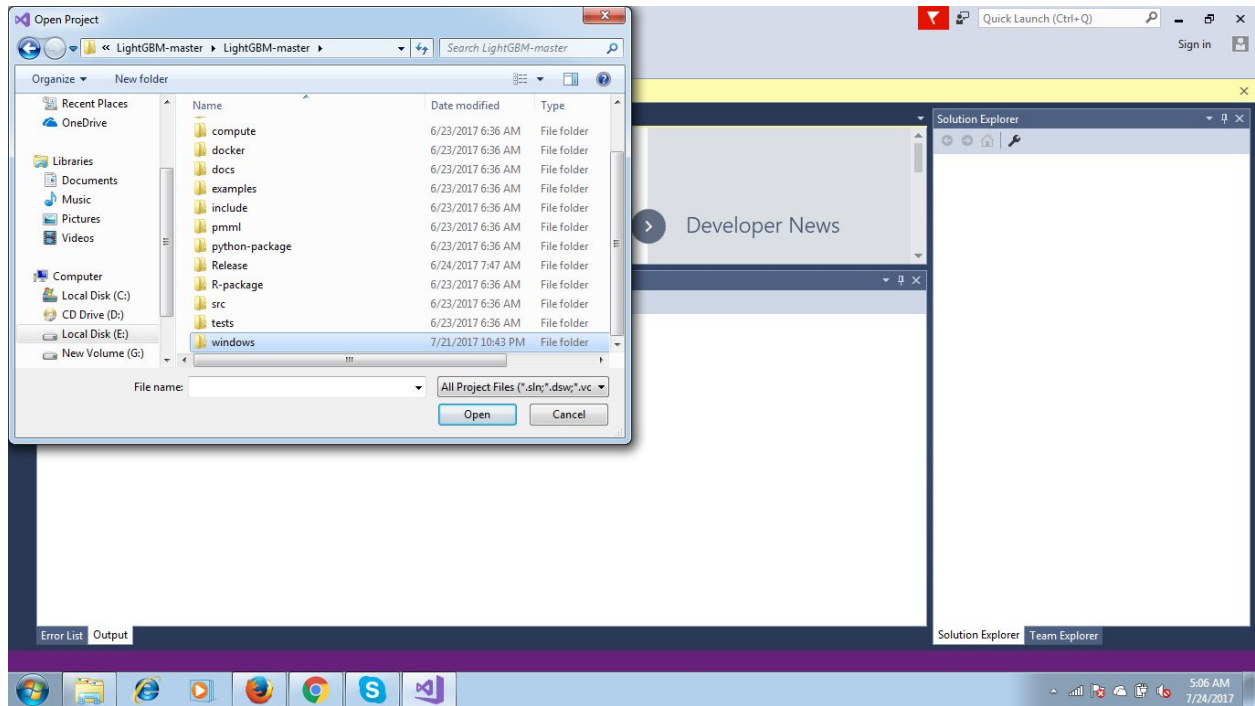 Open Project
Quick Launch (Ctrl+Q)
« LightGBM-master ▸ LightGBM-master ▸
Search LightGBM-master
Sign in
Organize
New folder
Recent Places
OneDrive
Libraries
Documents
Music
Pictures
Videos
Computer
Local Disk (C:)
CD Drive (D:)
Local Disk (E:)
New Volume (G:)
Name Date modified Type
compute 6/23/2017 6:36 AM File folder
docker 6/23/2017 6:36 AM File folder
docs 6/23/2017 6:36 AM File folder
examples 6/23/2017 6:36 AM File folder
include 6/23/2017 6:36 AM File folder
pmml 6/23/2017 6:36 AM File folder
python-package 6/23/2017 6:36 AM File folder
Release 6/24/2017 7:47 AM File folder
R-package 6/23/2017 6:36 AM File folder
src 6/23/2017 6:36 AM File folder
tests 6/23/2017 6:36 AM File folder
windows 7/21/2017 10:43 PM File folder
File name:
All Project Files (*.sln;*.dsw;*.vc
Open
Cancel
Developer News
Solution Explorer
Error List
Output
Solution Explorer
Team Explorer
5:06 AM
7/24/2017